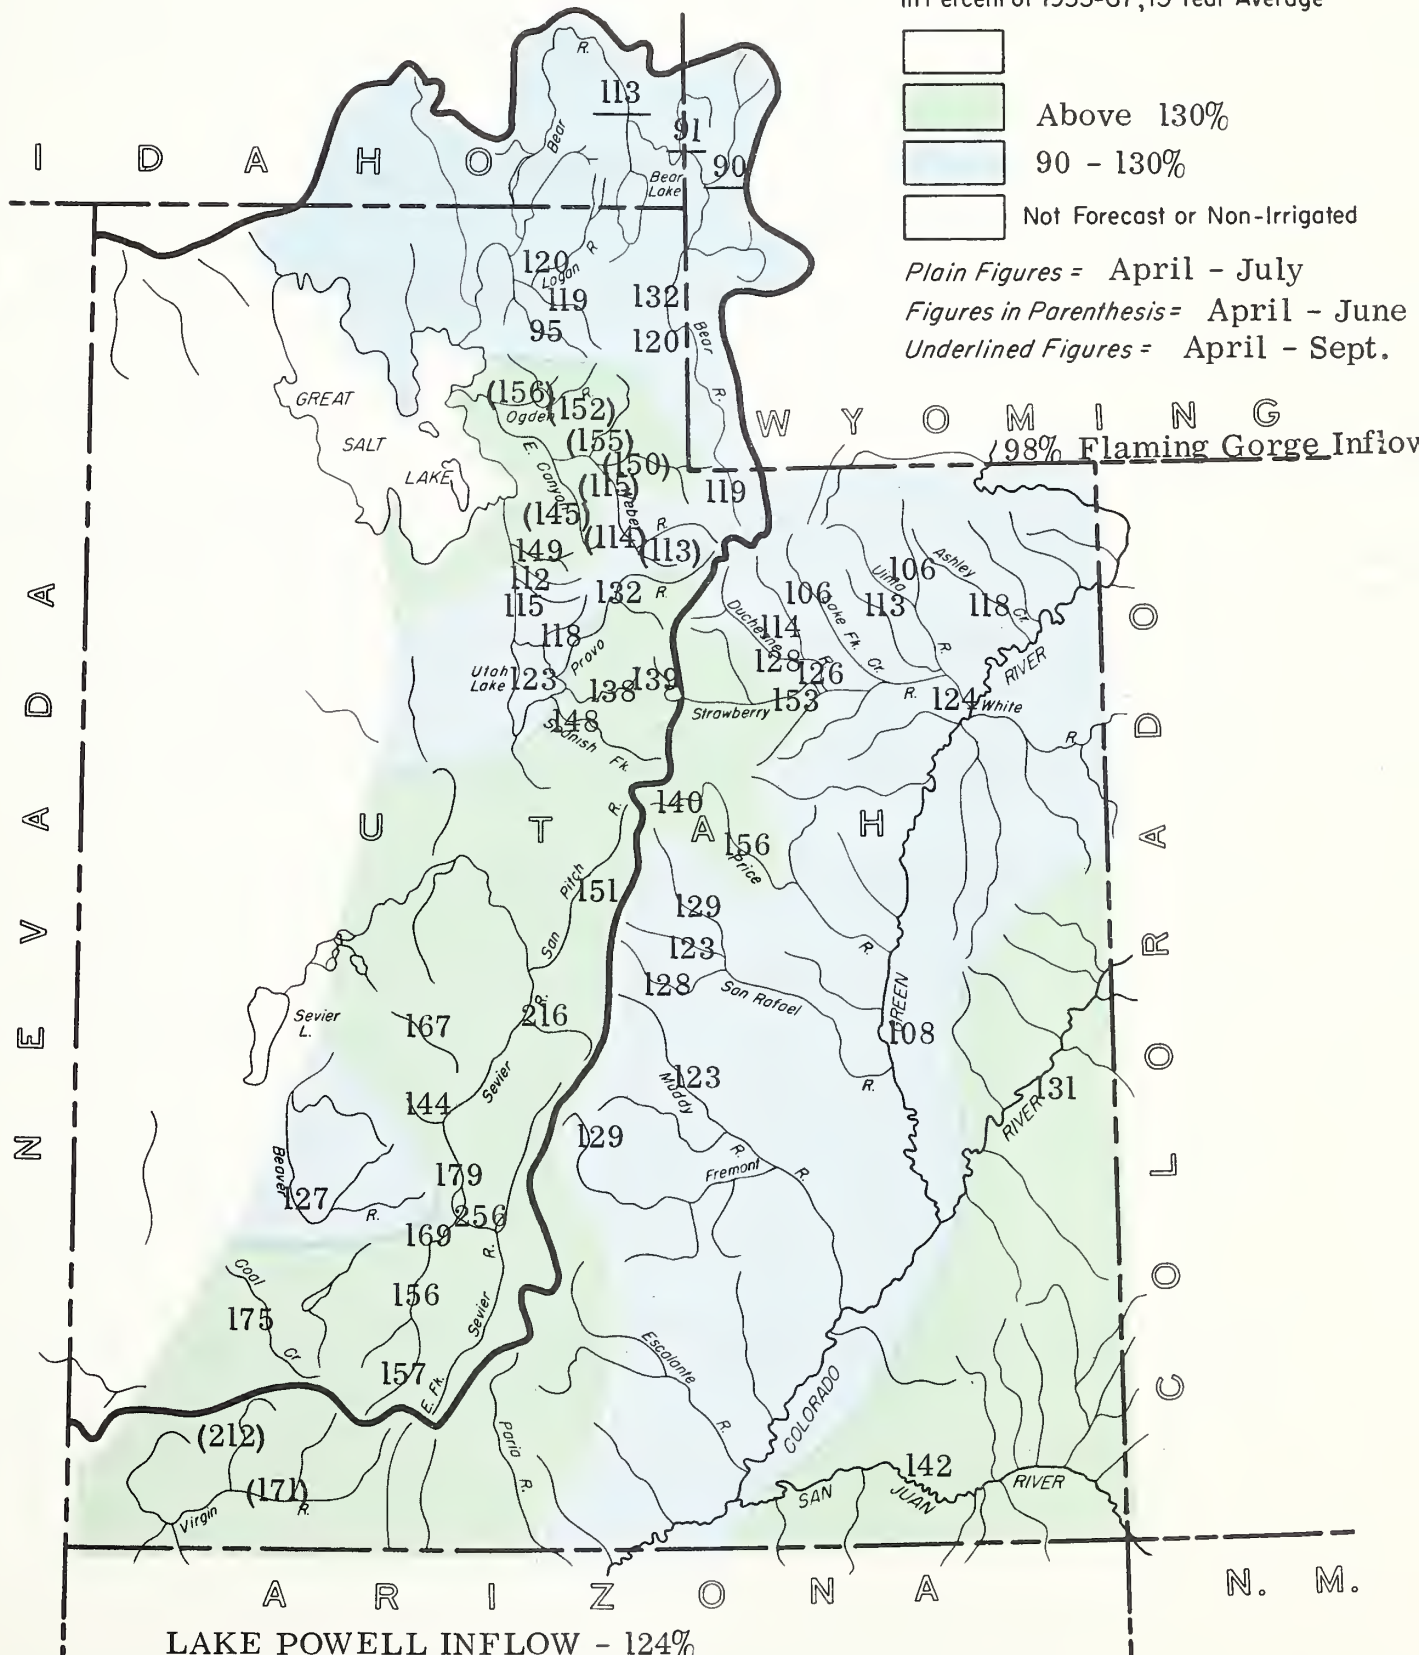 In Percent of 1953-67, 15 Year Average
Above 130%
90 - 130%
Not Forecast or Non-Irrigated
Plain Figures = April - July
Figures in Parenthesis = April - June
Underlined Figures = April - Sept.
I D A H O
R.
113
Bear
91
90
Bear
Lake
120
Logan R
119
132
95
120
Bear
R.
GREAT
SALT
LAKE
(156)
R.
Ogden
(152)
(155)
(150)
E. Canyon
(115)
Weber
119
(145)
R.
(114)
(113)
149
112
115
132
R.
118
Provo
Utah
Lake
123
138
139
148
Spanish Fk.
W Y O M I N G
98% Flaming Gorge Inflow
106
Uinta
Ashley
106
Lake Fk. Cr.
113
118
Cr.
Duchesne
114
128
R.
126
R.
RIVER
Strawberry
153
R.
124
White
R.
N E V A D A
U T A H
C O L O R A D O
140
R.
156
Price
Pitch
151
San
129
R.
123
128
San Rafael
GREEN
108
R.
Sevier
L.
167
R.
216
Sevier
123
Muddy
131
RIVER
144
129
R.
Fremont
R.
Beaver
127
R.
179
256
169
R.
Coal
175
Cr
156
Sevier
157
E. Fk.
Escalante
R.
COLORADO
(212)
(171)
Virgin
R.
Paria
R.
142
SAN
JUAN
RIVER
A R I Z O N A
N. M.
LAKE POWELL INFLOW - 124%